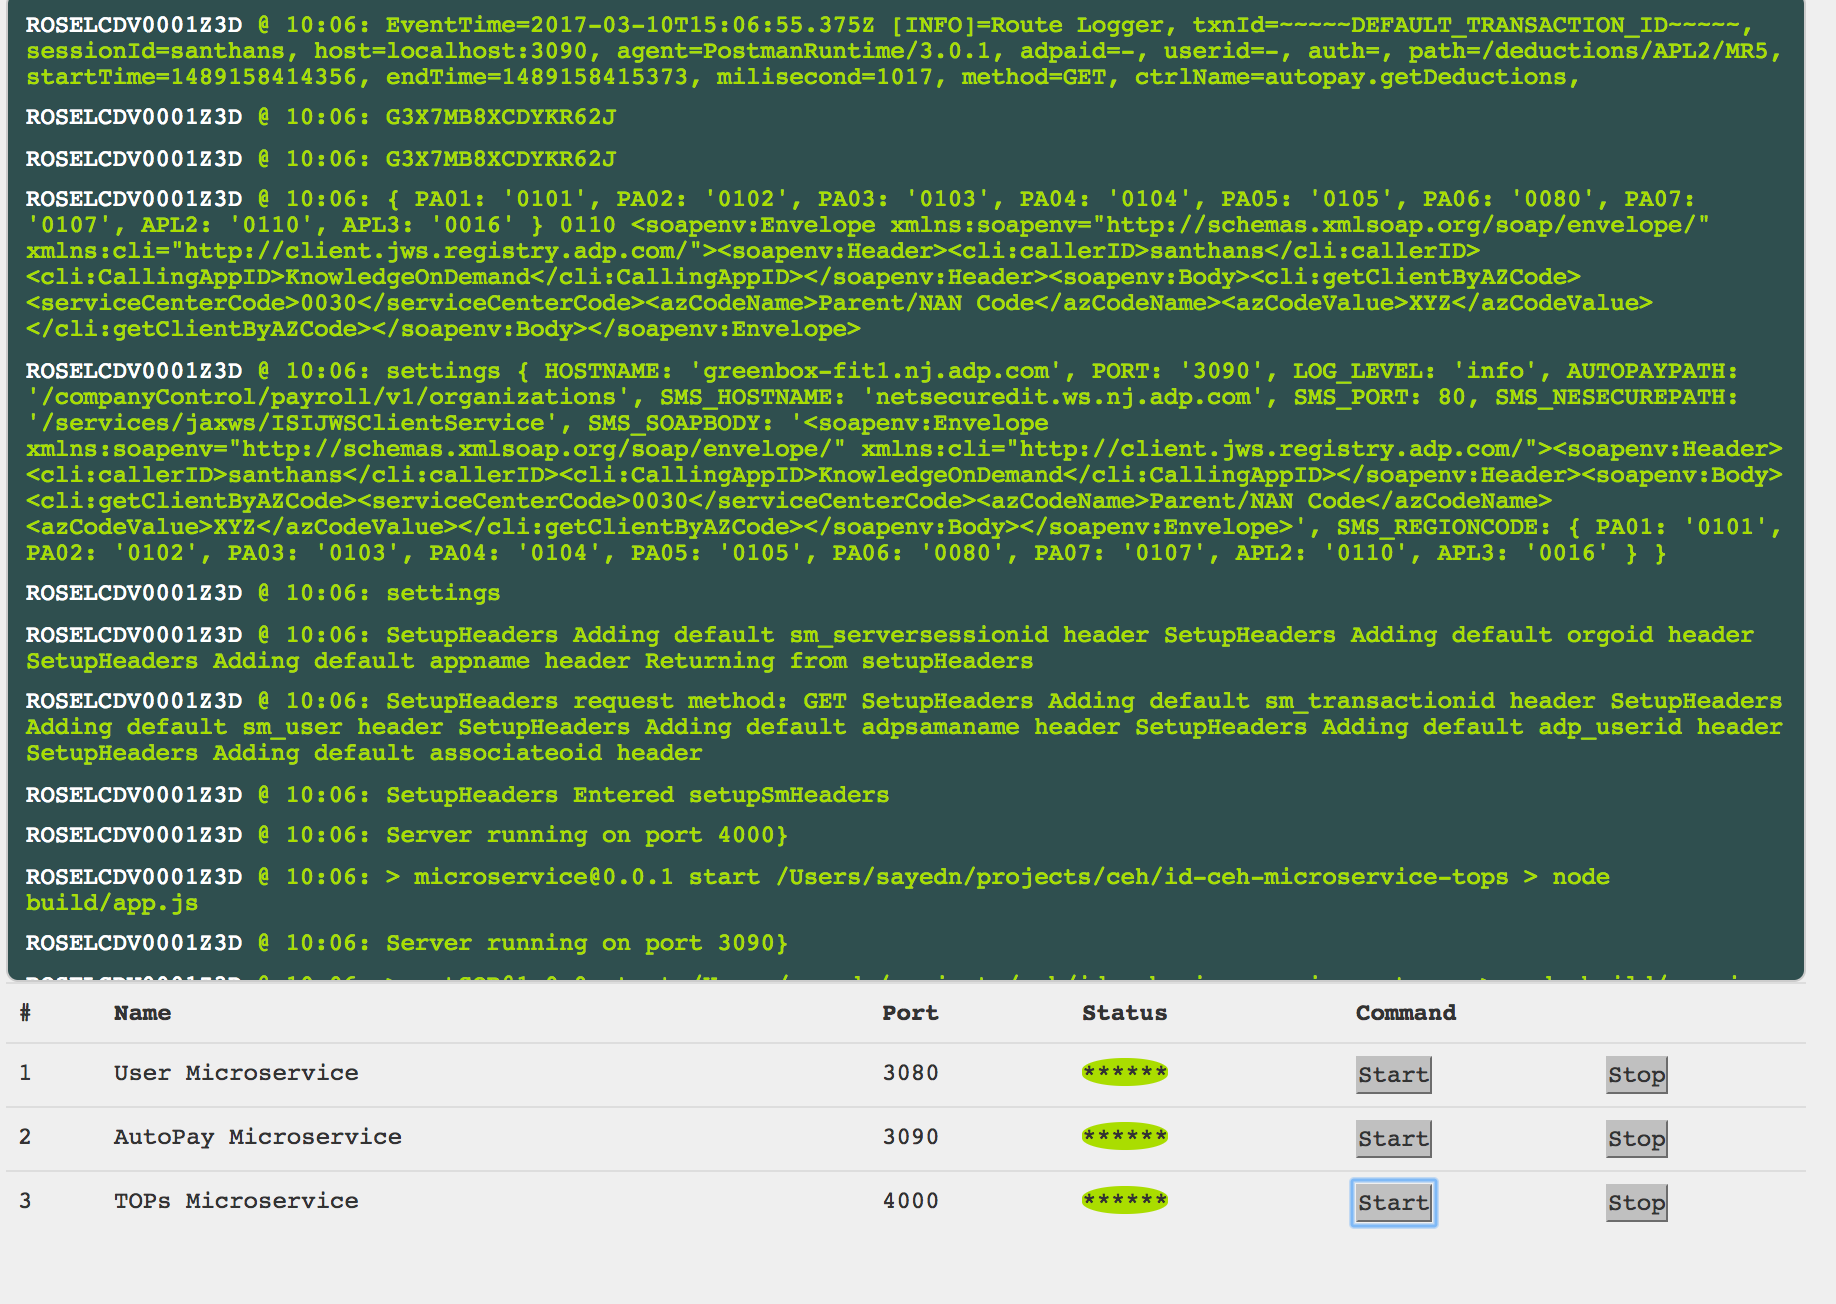 ROSELCDV0001Z3D @ 10:06: EventTime=2017-03-10T15:06:55.375Z [INFO]=Route Logger, txnId=~~~~~DEFAULT_TRANSACTION_ID~~~~~,
sessionId=santhans, host=localhost:3090, agent=PostmanRuntime/3.0.1, adpaid=-, userid=-, auth=, path=/deductions/APL2/MR5,
startTime=1489158414356, endTime=1489158415373, milisecond=1017, method=GET, ctrlName=autopay.getDeductions,
ROSELCDV0001Z3D @ 10:06: G3X7MB8XCDYKR62J
ROSELCDV0001Z3D @ 10:06: G3X7MB8XCDYKR62J
ROSELCDV0001Z3D @ 10:06: { PA01: '0101', PA02: '0102', PA03: '0103', PA04: '0104', PA05: '0105', PA06: '0080', PA07:
'0107', APL2: '0110', APL3: '0016' } 0110 <soapenv:Envelope xmlns:soapenv="http://schemas.xmlsoap.org/soap/envelope/"
xmlns:cli="http://client.jws.registry.adp.com/"><soapenv:Header><cli:callerID>santhans</cli:callerID>
<cli:CallingAppID>KnowledgeOnDemand</cli:CallingAppID></soapenv:Header><soapenv:Body><cli:getClientByAZCode>
<serviceCenterCode>0030</serviceCenterCode><azCodeName>Parent/NAN Code</azCodeName><azCodeValue>XYZ</azCodeValue>
</cli:getClientByAZCode></soapenv:Body></soapenv:Envelope>
ROSELCDV0001Z3D @ 10:06: settings { HOSTNAME: 'greenbox-fit1.nj.adp.com', PORT: '3090', LOG_LEVEL: 'info', AUTOPAYPATH:
'/companyControl/payroll/v1/organizations', SMS_HOSTNAME: 'netsecuredit.ws.nj.adp.com', SMS_PORT: 80, SMS_NESECUREPATH:
'/services/jaxws/ISIJWSClientService', SMS_SOAPBODY: '<soapenv:Envelope
xmlns:soapenv="http://schemas.xmlsoap.org/soap/envelope/" xmlns:cli="http://client.jws.registry.adp.com/"><soapenv:Header>
<cli:callerID>santhans</cli:callerID><cli:CallingAppID>KnowledgeOnDemand</cli:CallingAppID></soapenv:Header><soapenv:Body>
<cli:getClientByAZCode><serviceCenterCode>0030</serviceCenterCode><azCodeName>Parent/NAN Code</azCodeName>
<azCodeValue>XYZ</azCodeValue></cli:getClientByAZCode></soapenv:Body></soapenv:Envelope>', SMS_REGIONCODE: { PA01: '0101',
PA02: '0102', PA03: '0103', PA04: '0104', PA05: '0105', PA06: '0080', PA07: '0107', APL2: '0110', APL3: '0016' } }
ROSELCDV0001Z3D @ 10:06: settings
ROSELCDV0001Z3D @ 10:06: SetupHeaders Adding default sm_serversessionid header SetupHeaders Adding default orgoid header
SetupHeaders Adding default appname header Returning from setupHeaders
ROSELCDV0001Z3D @ 10:06: SetupHeaders request method: GET SetupHeaders Adding default sm_transactionid header SetupHeaders
Adding default sm_user header SetupHeaders Adding default adpsamaname header SetupHeaders Adding default adp_userid header
SetupHeaders Adding default associateoid header
ROSELCDV0001Z3D @ 10:06: SetupHeaders Entered setupSmHeaders
ROSELCDV0001Z3D @ 10:06: Server running on port 4000}
ROSELCDV0001Z3D @ 10:06: > microservice@0.0.1 start /Users/sayedn/projects/ceh/id-ceh-microservice-tops > node
build/app.js
ROSELCDV0001Z3D @ 10:06: Server running on port 3090}
# Name Port Status Command
1 User Microservice 3080 ****** Start Stop
2 AutoPay Microservice 3090 ****** Start Stop
3 TOPs Microservice 4000 ****** Start Stop